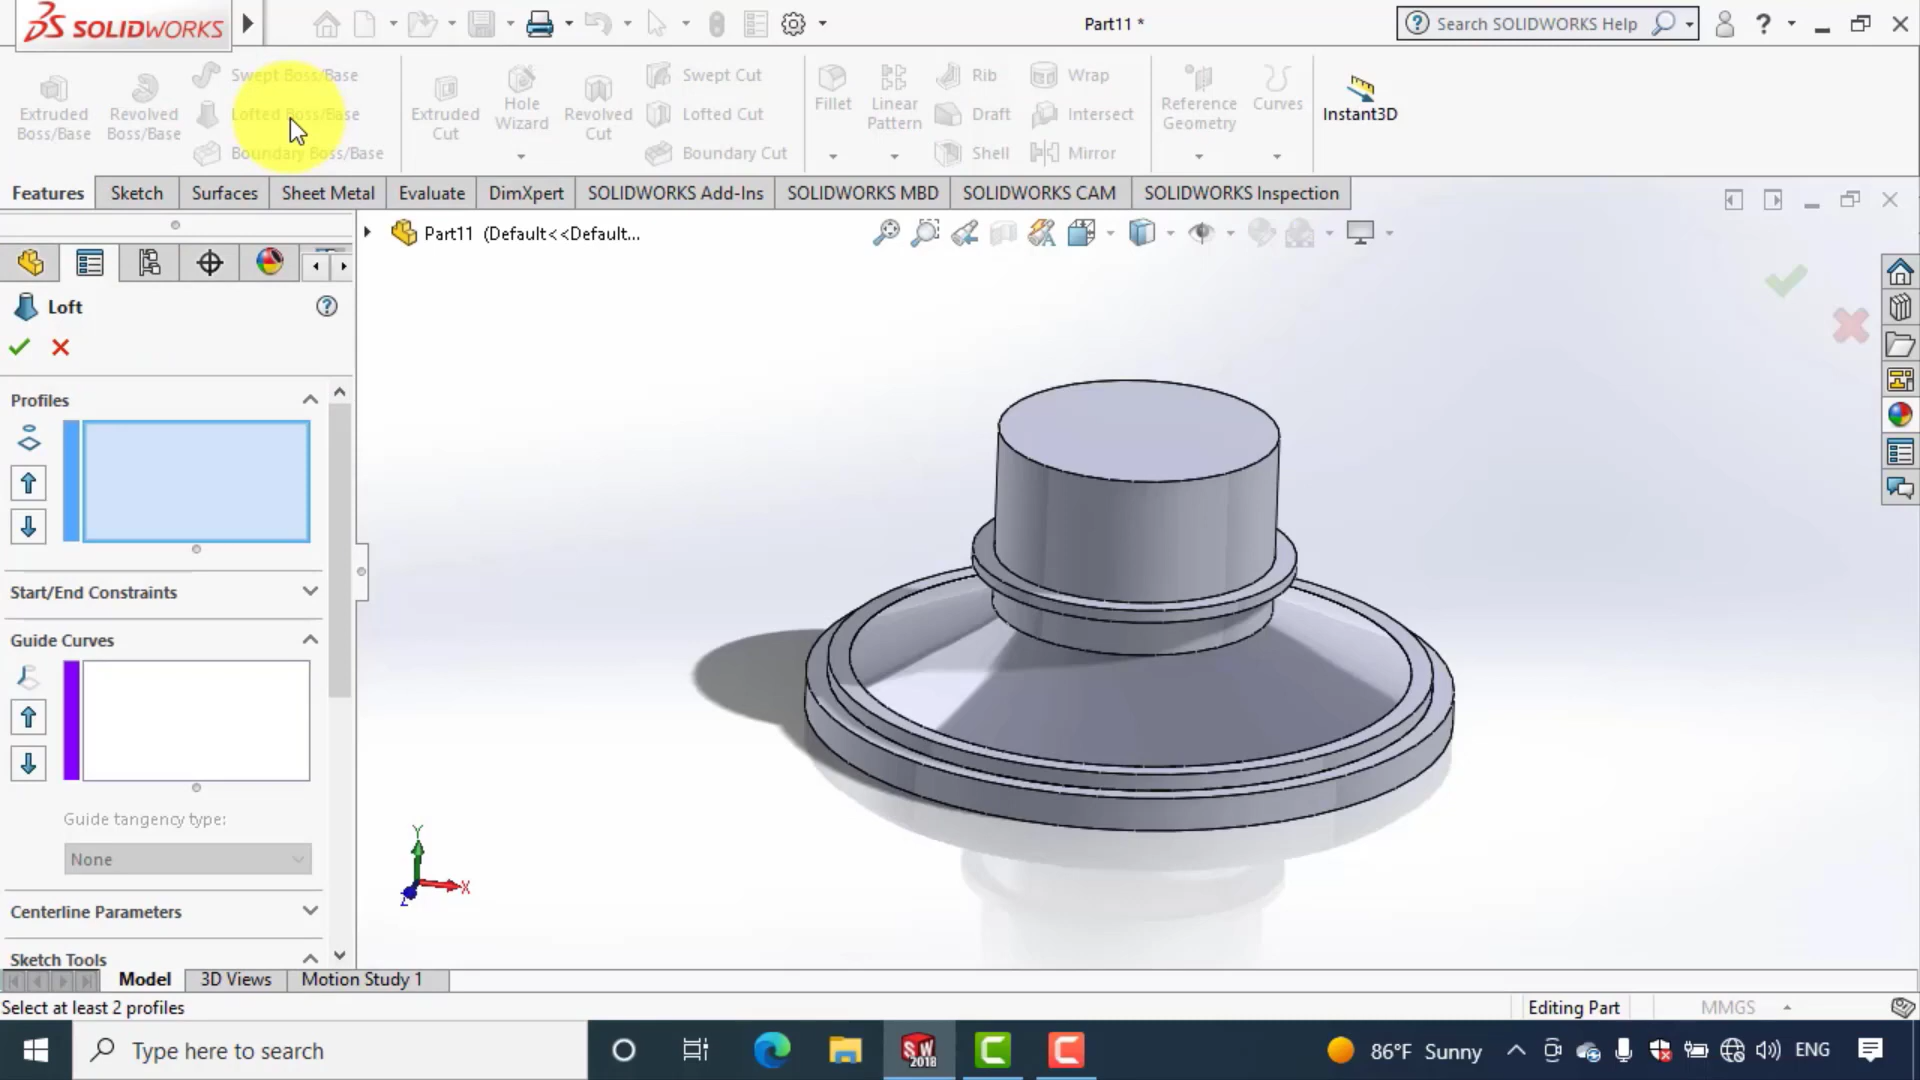 SOLIDWORKS
Part11 *
Search SOLIDWORKS Help
Extruded Boss/Base
Revolved Boss/Base
Swept Boss/Base
Lofted Boss/Base
Boundary Boss/Base
Extruded Cut
Hole Wizard
Revolved Cut
Swept Cut
Lofted Cut
Boundary Cut
Fillet
Linear Pattern
Rib
Draft
Shell
Wrap
Intersect
Mirror
Reference Geometry
Curves
Instant3D
Features
Sketch
Surfaces
Sheet Metal
Evaluate
DimXpert
SOLIDWORKS Add-Ins
SOLIDWORKS MBD
SOLIDWORKS CAM
SOLIDWORKS Inspection
Part11 (Default<<Default...
Loft
Profiles
Start/End Constraints
Guide Curves
Guide tangency type:
None
Centerline Parameters
Sketch Tools
Y
X
Z
Model
3D Views
Motion Study 1
Select at least 2 profiles
Editing Part
MMGS
Type here to search
SW
2018
86°F Sunny
ENG